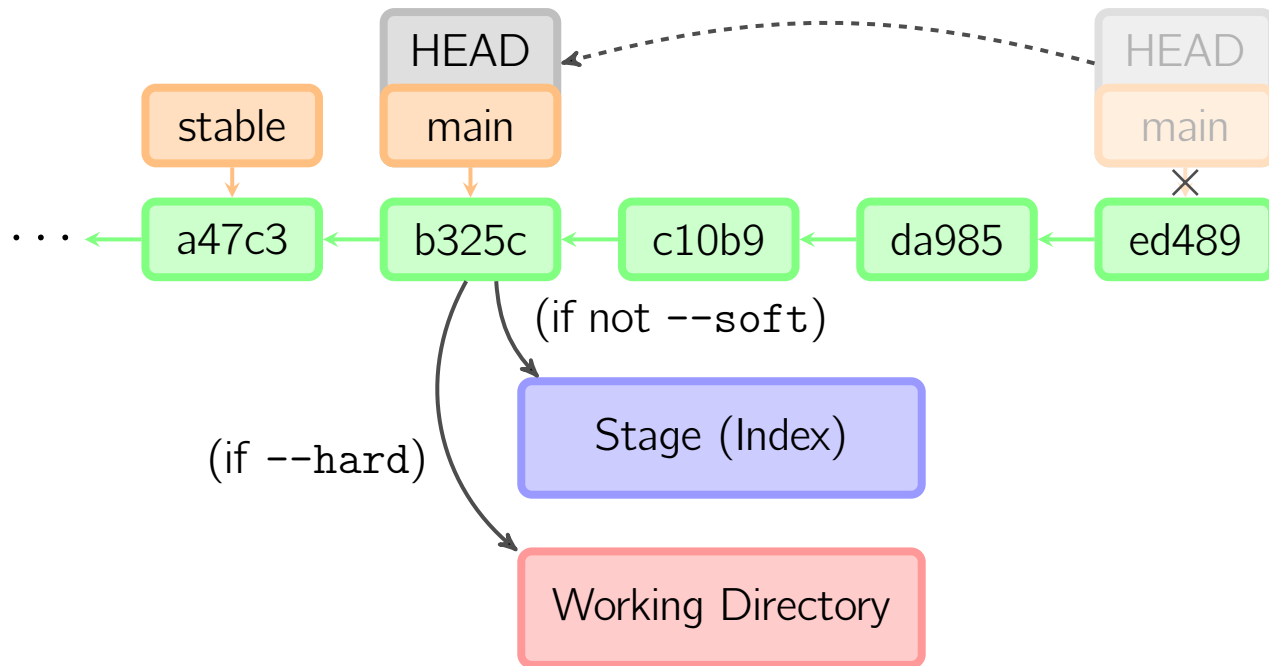 HEAD HEAD
stable main main
··· a47c3 b325c c10b9 da985 ed489
(if not --soft)
Stage (Index)
(if --hard)
Working Directory